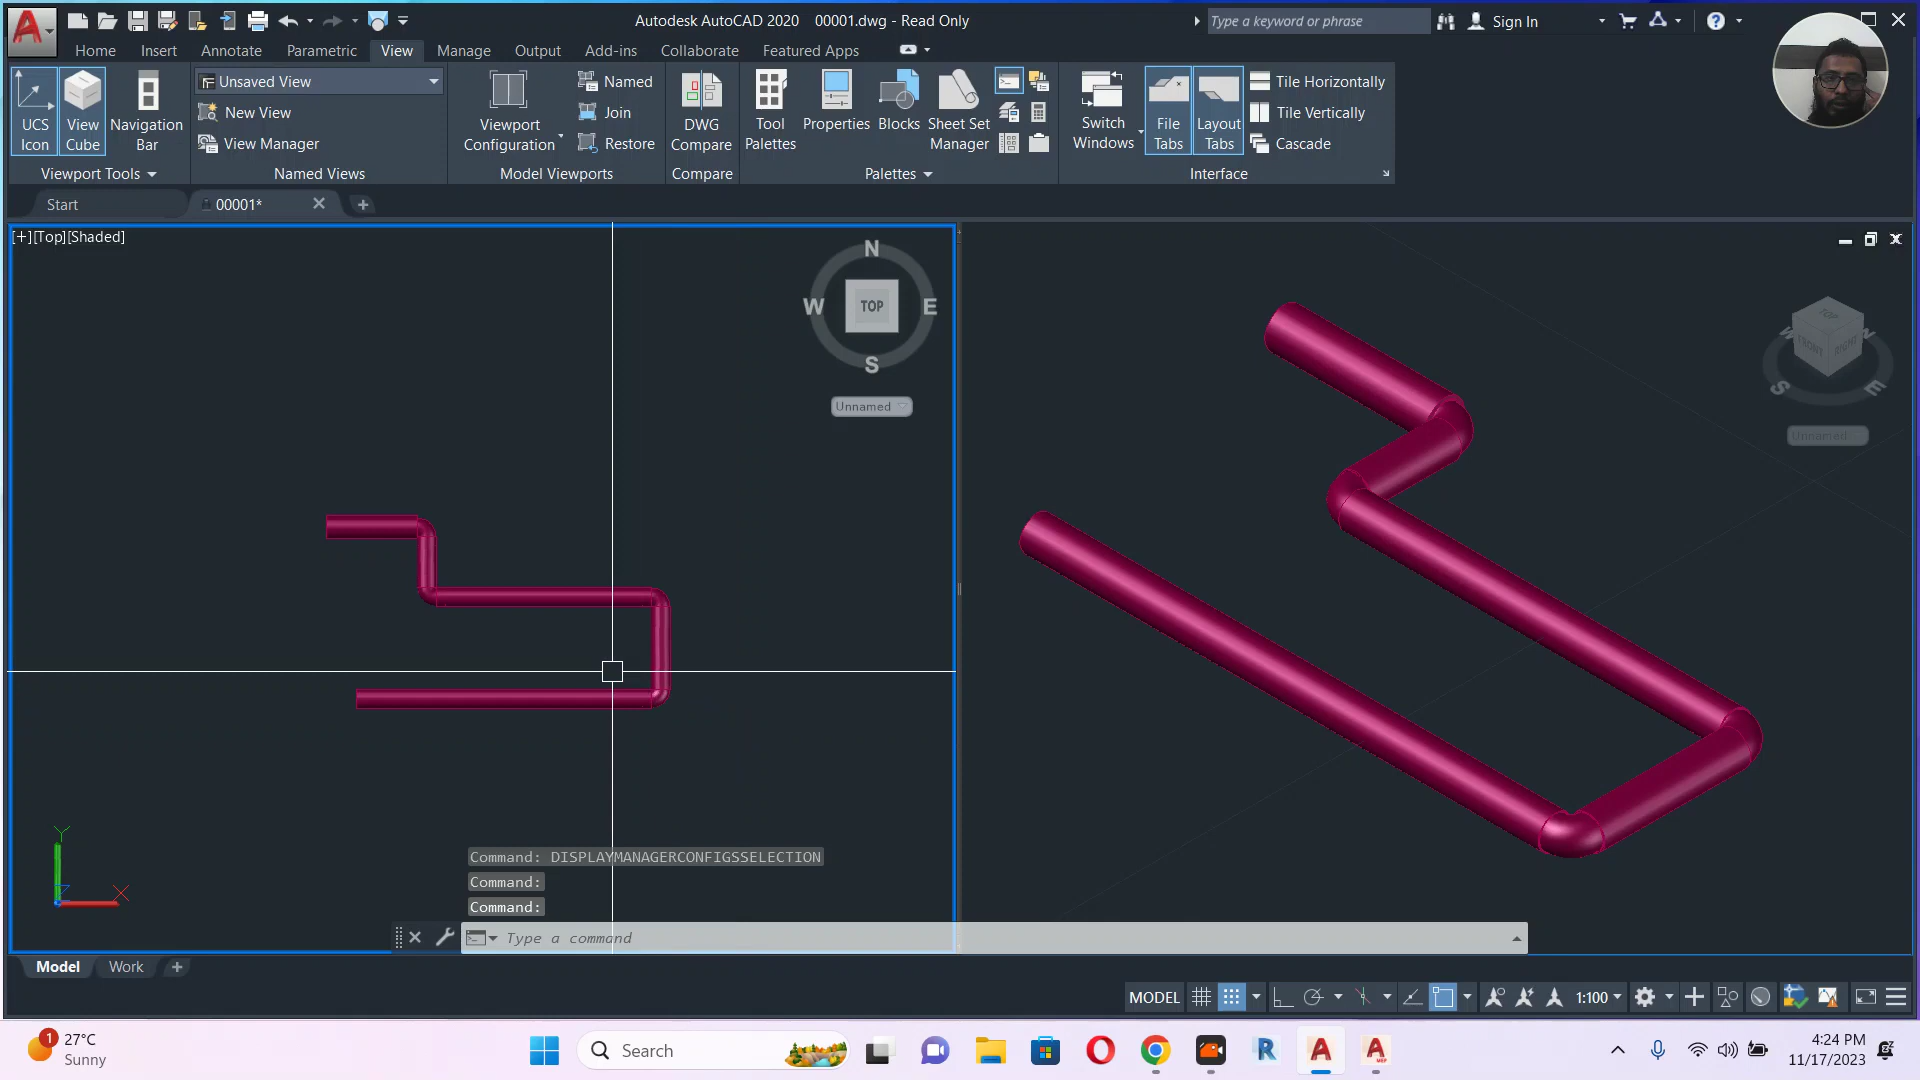 Autodesk AutoCAD 2020 00001.dwg - Read Only
Type a keyword or phrase
Sign In
Home Insert Annotate Parametric View Manage Output Add-ins Collaborate Featured Apps
UCS Icon
View Cube
Navigation Bar
Unsaved View
New View
View Manager
Viewport Configuration
Named
Join
Restore
DWG Compare
Tool Palettes
Properties
Blocks
Sheet Set Manager
Switch Windows
File Tabs
Layout Tabs
Tile Horizontally
Tile Vertically
Cascade
Viewport Tools Named Views Model Viewports Compare Palettes Interface
Start 00001*
[+][Top][Shaded]
N
W TOP E
S
Unnamed
TOP
FRONT RIGHT
W N
S E
Unnamed
Y
X
Command: DISPLAYMANAGERCONFIGSSELECTION
Command:
Command:
Type a command
Model Work
MODEL 1:100
1
27°C
Sunny
Search
4:24 PM
11/17/2023